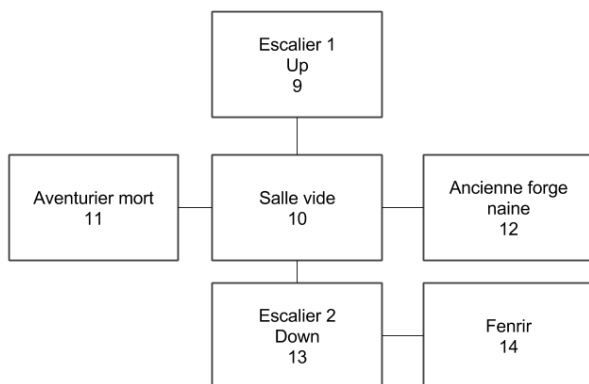 Escalier 1
Up
9
Aventurier mort
11
Salle vide
10
Ancienne forge
naine
12
Escalier 2
Down
13
Fenrir
14